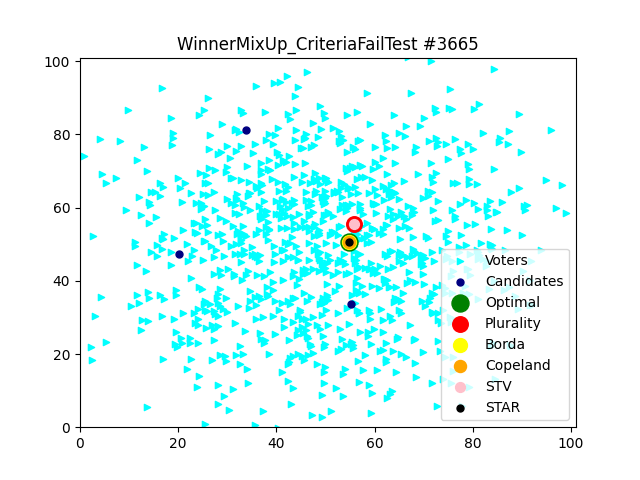 WinnerMixUp_CriteriaFailTest #3665
100
80
60
40
20
0
0 20 40 60 80 100
Voters
Candidates
Optimal
Plurality
Borda
Copeland
STV
STAR